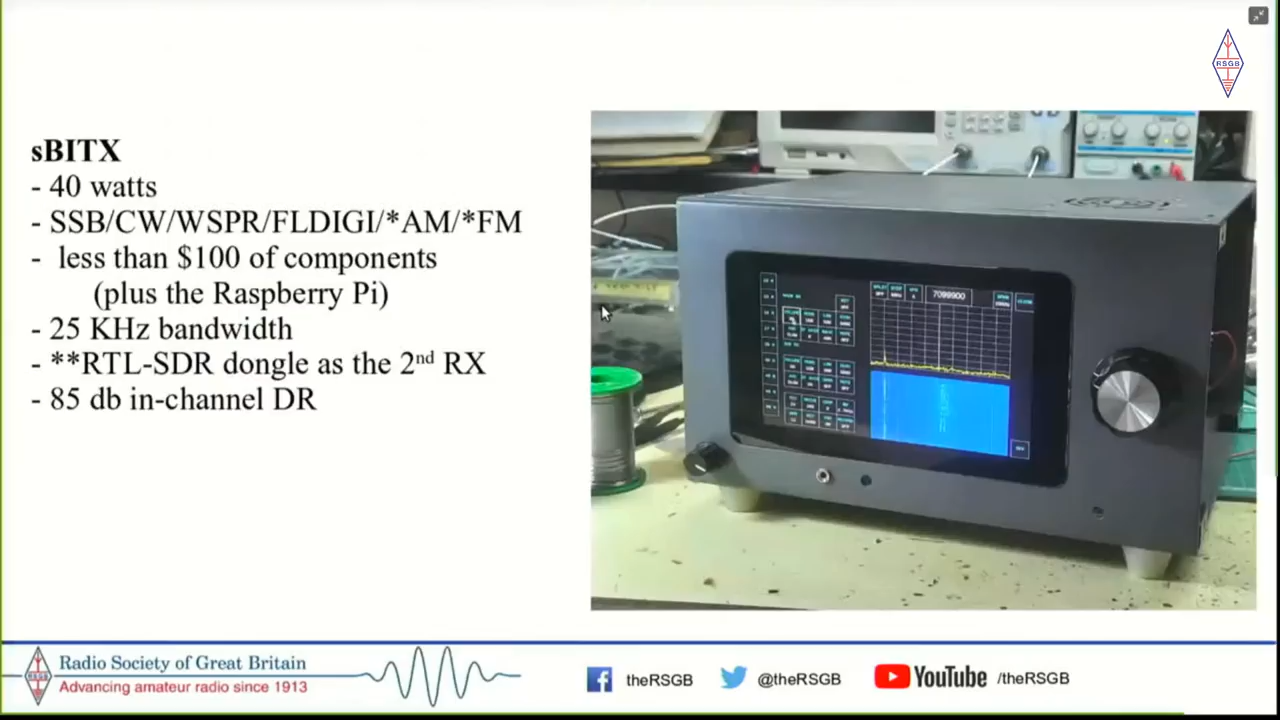 RSGB
sBITX
- 40 watts
- SSB/CW/WSPR/FLDIGI/*AM/*FM
- less than $100 of components
(plus the Raspberry Pi)
- 25 KHz bandwidth
- **RTL-SDR dongle as the 2nd RX
- 85 db in-channel DR
7099900
Radio Society of Great Britain
Advancing amateur radio since 1913
theRSGB
@theRSGB
YouTube /theRSGB